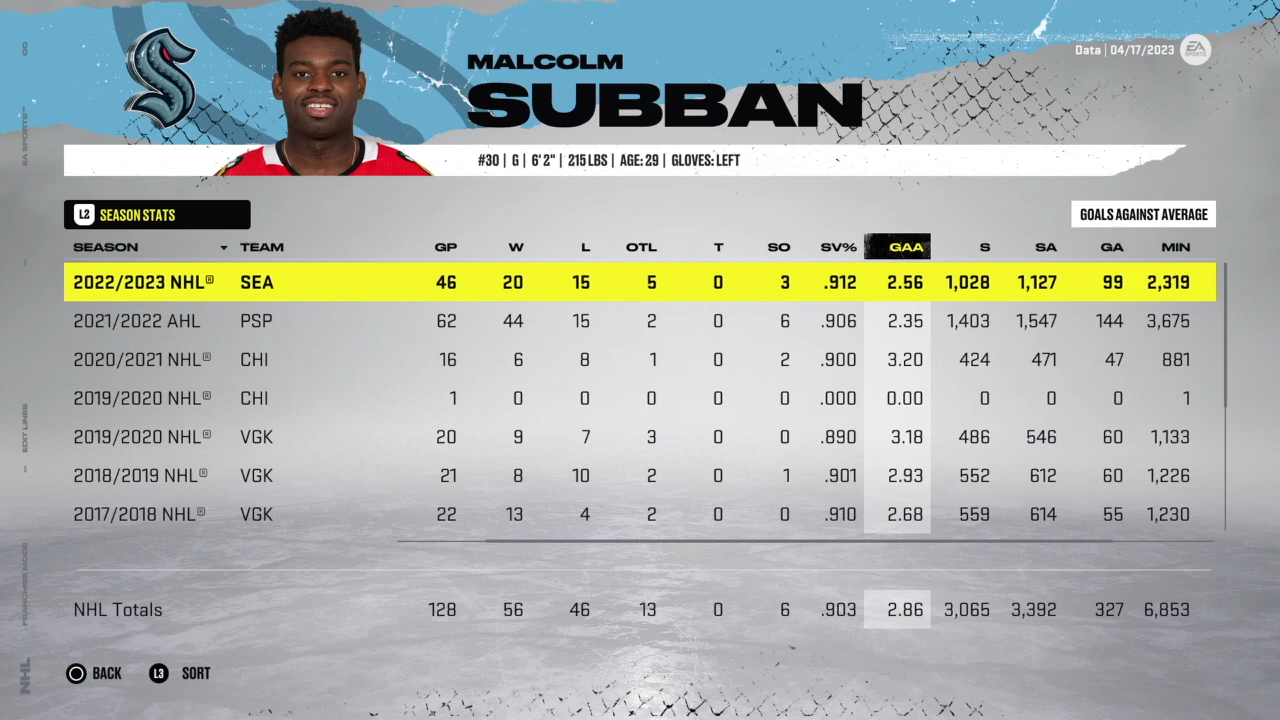 MALCOLM
SUBBAN
Data | 04/17/2023
EA SPORTS
#30 | G | 6' 2" | 215 LBS | AGE: 29 | GLOVES: LEFT
L2 SEASON STATS
GOALS AGAINST AVERAGE
SEASON TEAM GP W L OTL T SO SV% GAA S SA GA MIN
2022/2023 NHL® SEA 46 20 15 5 0 3 .912 2.56 1,028 1,127 99 2,319
2021/2022 AHL PSP 62 44 15 2 0 6 .906 2.35 1,403 1,547 144 3,675
2020/2021 NHL® CHI 16 6 8 1 0 2 .900 3.20 424 471 47 881
2019/2020 NHL® CHI 1 0 0 0 0 0 .000 0.00 0 0 0 1
2019/2020 NHL® VGK 20 9 7 3 0 0 .890 3.18 486 546 60 1,133
2018/2019 NHL® VGK 21 8 10 2 0 1 .901 2.93 552 612 60 1,226
2017/2018 NHL® VGK 22 13 4 2 0 0 .910 2.68 559 614 55 1,230
NHL Totals 128 56 46 13 0 6 .903 2.86 3,065 3,392 327 6,853
BACK L3 SORT
NHL FRANCHISE MODE EDIT LINES EA SPORTS